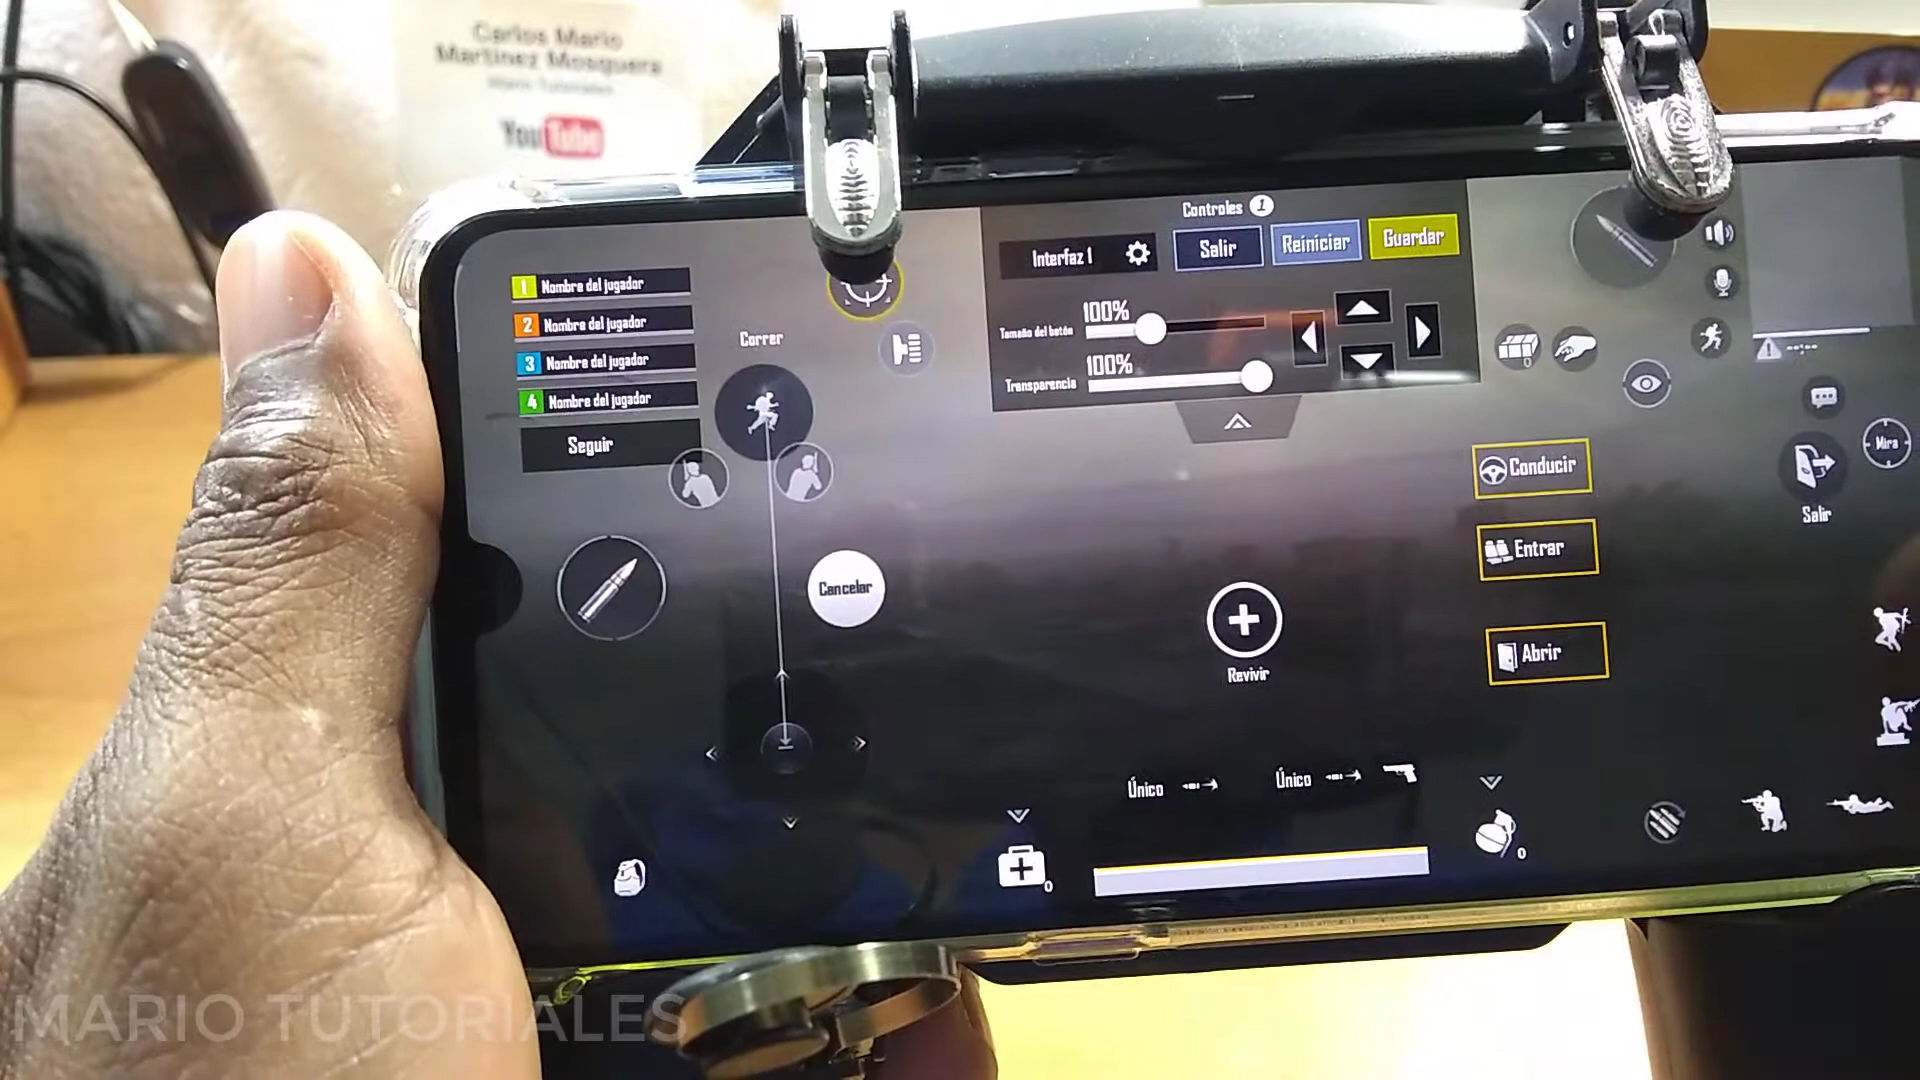 Carlos Mario
Martinez Mosquera
Mario Tutoriales
YouTube
Controles 1
Interfaz 1
Salir
Reiniciar
Guardar
100%
Tamaño del botón
100%
Transparencia
1 Nombre del jugador
2 Nombre del jugador
3 Nombre del jugador
4 Nombre del jugador
Seguir
Correr
Cancelar
Conducir
Entrar
Abrir
Revivir
Mira
Salir
0
Único
Único
0
0
MARIO TUTORIALES